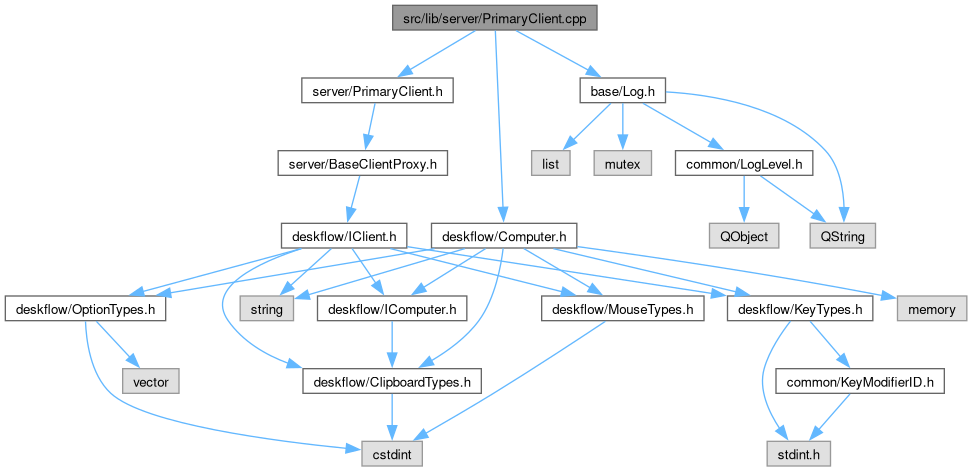 src/lib/server/PrimaryClient.cpp
server/PrimaryClient.h
base/Log.h
server/BaseClientProxy.h
list
mutex
common/LogLevel.h
deskflow/IClient.h
deskflow/Computer.h
QObject
QString
deskflow/OptionTypes.h
string
deskflow/IComputer.h
deskflow/MouseTypes.h
deskflow/KeyTypes.h
memory
vector
deskflow/ClipboardTypes.h
common/KeyModifierID.h
cstdint
stdint.h